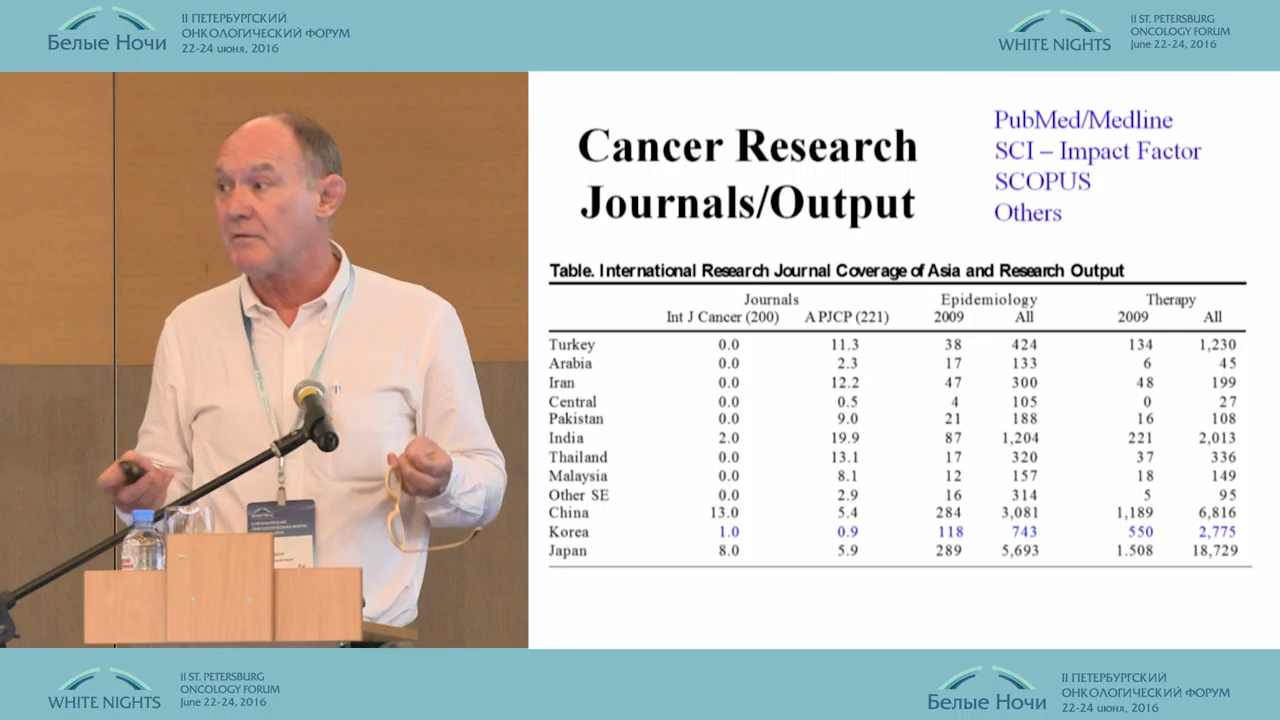 Белые Ночи
II ПЕТЕРБУРГСКИЙ
ОНКОЛОГИЧЕСКИЙ ФОРУМ
22-24 июня, 2016
WHITE NIGHTS
II ST. PETERSBURG
ONCOLOGY FORUM
June 22-24, 2016
Cancer Research
Journals/Output
PubMed/Medline
SCI – Impact Factor
SCOPUS
Others
Table. International Research Journal Coverage of Asia and Research Output
Journals Epidemiology Therapy
Int J Cancer (200) APJCP (221) 2009 All 2009 All
Turkey 0.0 11.3 38 424 134 1,230
Arabia 0.0 2.3 17 133 6 45
Iran 0.0 12.2 47 300 48 199
Central 0.0 0.5 4 105 0 27
Pakistan 0.0 9.0 21 188 16 108
India 2.0 19.9 87 1,204 221 2,013
Thailand 0.0 13.1 17 320 37 336
Malaysia 0.0 8.1 12 157 18 149
Other SE 0.0 2.9 16 314 5 95
China 13.0 5.4 284 3,081 1,189 6,816
Korea 1.0 0.9 118 743 550 2,775
Japan 8.0 5.9 289 5,693 1.508 18,729
Белые Ночи
WHITE NIGHTS
II ST. PETERSBURG
ONCOLOGY FORUM
June 22-24, 2016
Белые Ночи
II ПЕТЕРБУРГСКИЙ
ОНКОЛОГИЧЕСКИЙ ФОРУМ
22-24 июня, 2016